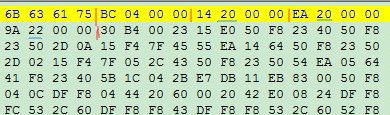 6B 63 61 75 BC 04 00 00 14 20 00 00 EA 20 00 00
9A 22 00 00 30 B4 00 23 15 E0 50 F8 23 40 50 F8
23 50 2D 0A 15 F4 7F 45 55 EA 14 64 50 F8 23 50
2D 02 15 F4 7F 05 2C 43 50 F8 23 50 54 EA 05 64
41 F8 23 40 5B 1C 04 2B E7 DB 11 EB 83 00 50 F8
04 0C DF F8 04 44 20 60 00 20 42 E0 08 24 DF F8
FC 53 2C 60 DF F8 F8 43 DF F8 F8 53 2C 60 52 F8